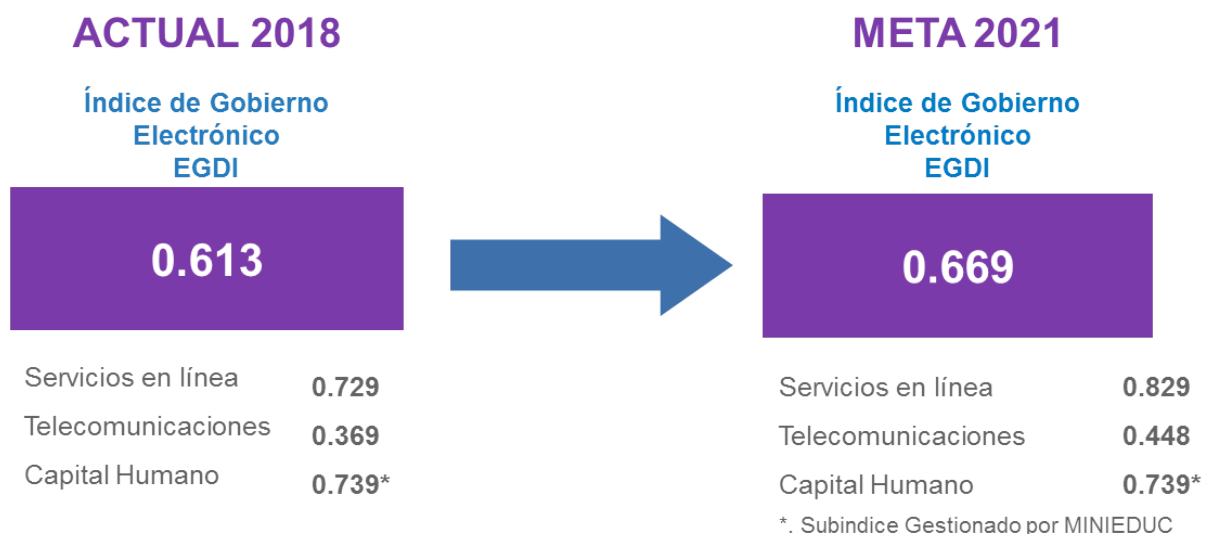 ACTUAL 2018
Índice de Gobierno
Electrónico
EGDI
0.613
Servicios en línea 0.729
Telecomunicaciones 0.369
Capital Humano 0.739*
META 2021
Índice de Gobierno
Electrónico
EGDI
0.669
Servicios en línea 0.829
Telecomunicaciones 0.448
Capital Humano 0.739*
*. Subindice Gestionado por MINIEDUC